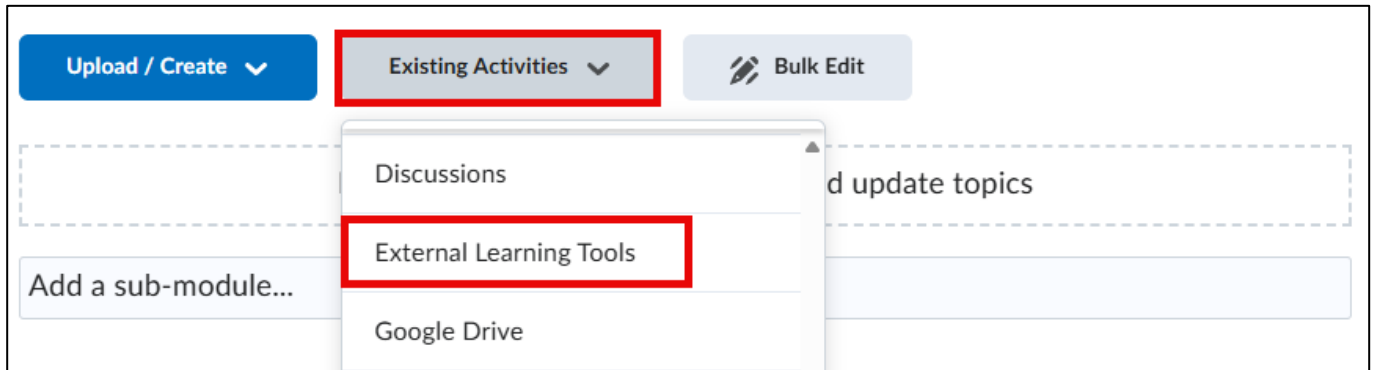 Upload / Create
Existing Activities
Bulk Edit
Discussions
d update topics
External Learning Tools
Add a sub-module...
Google Drive